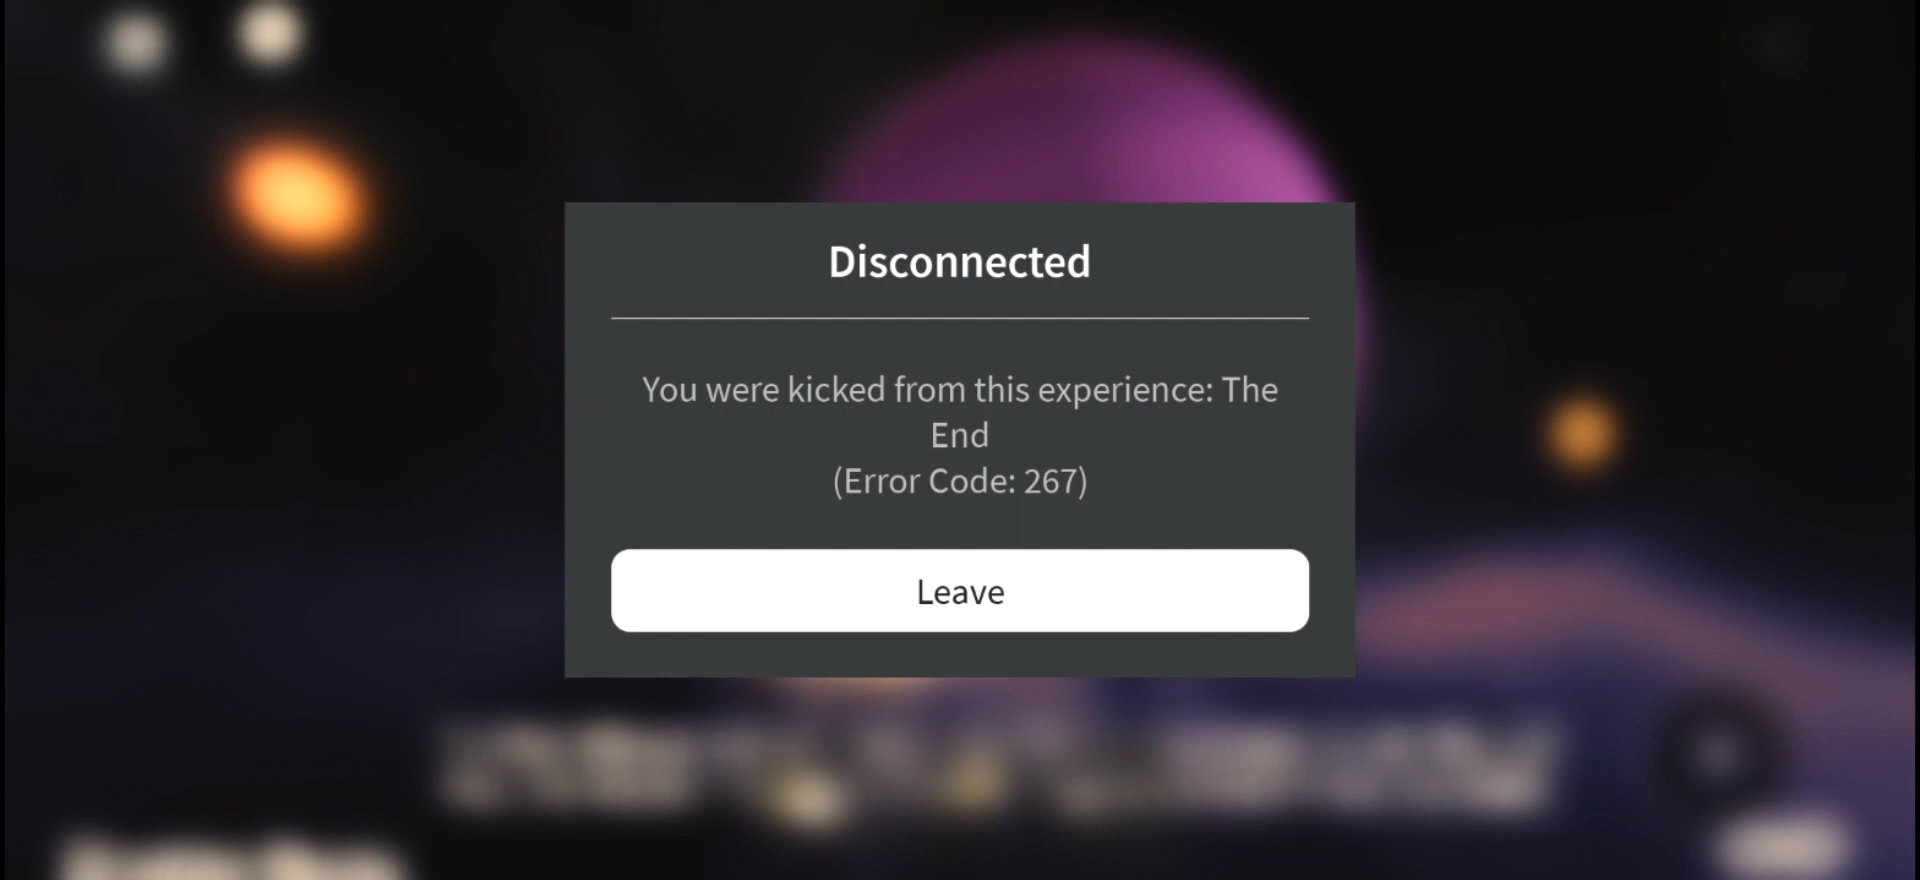 Disconnected
You were kicked from this experience: The
End
(Error Code: 267)
Leave